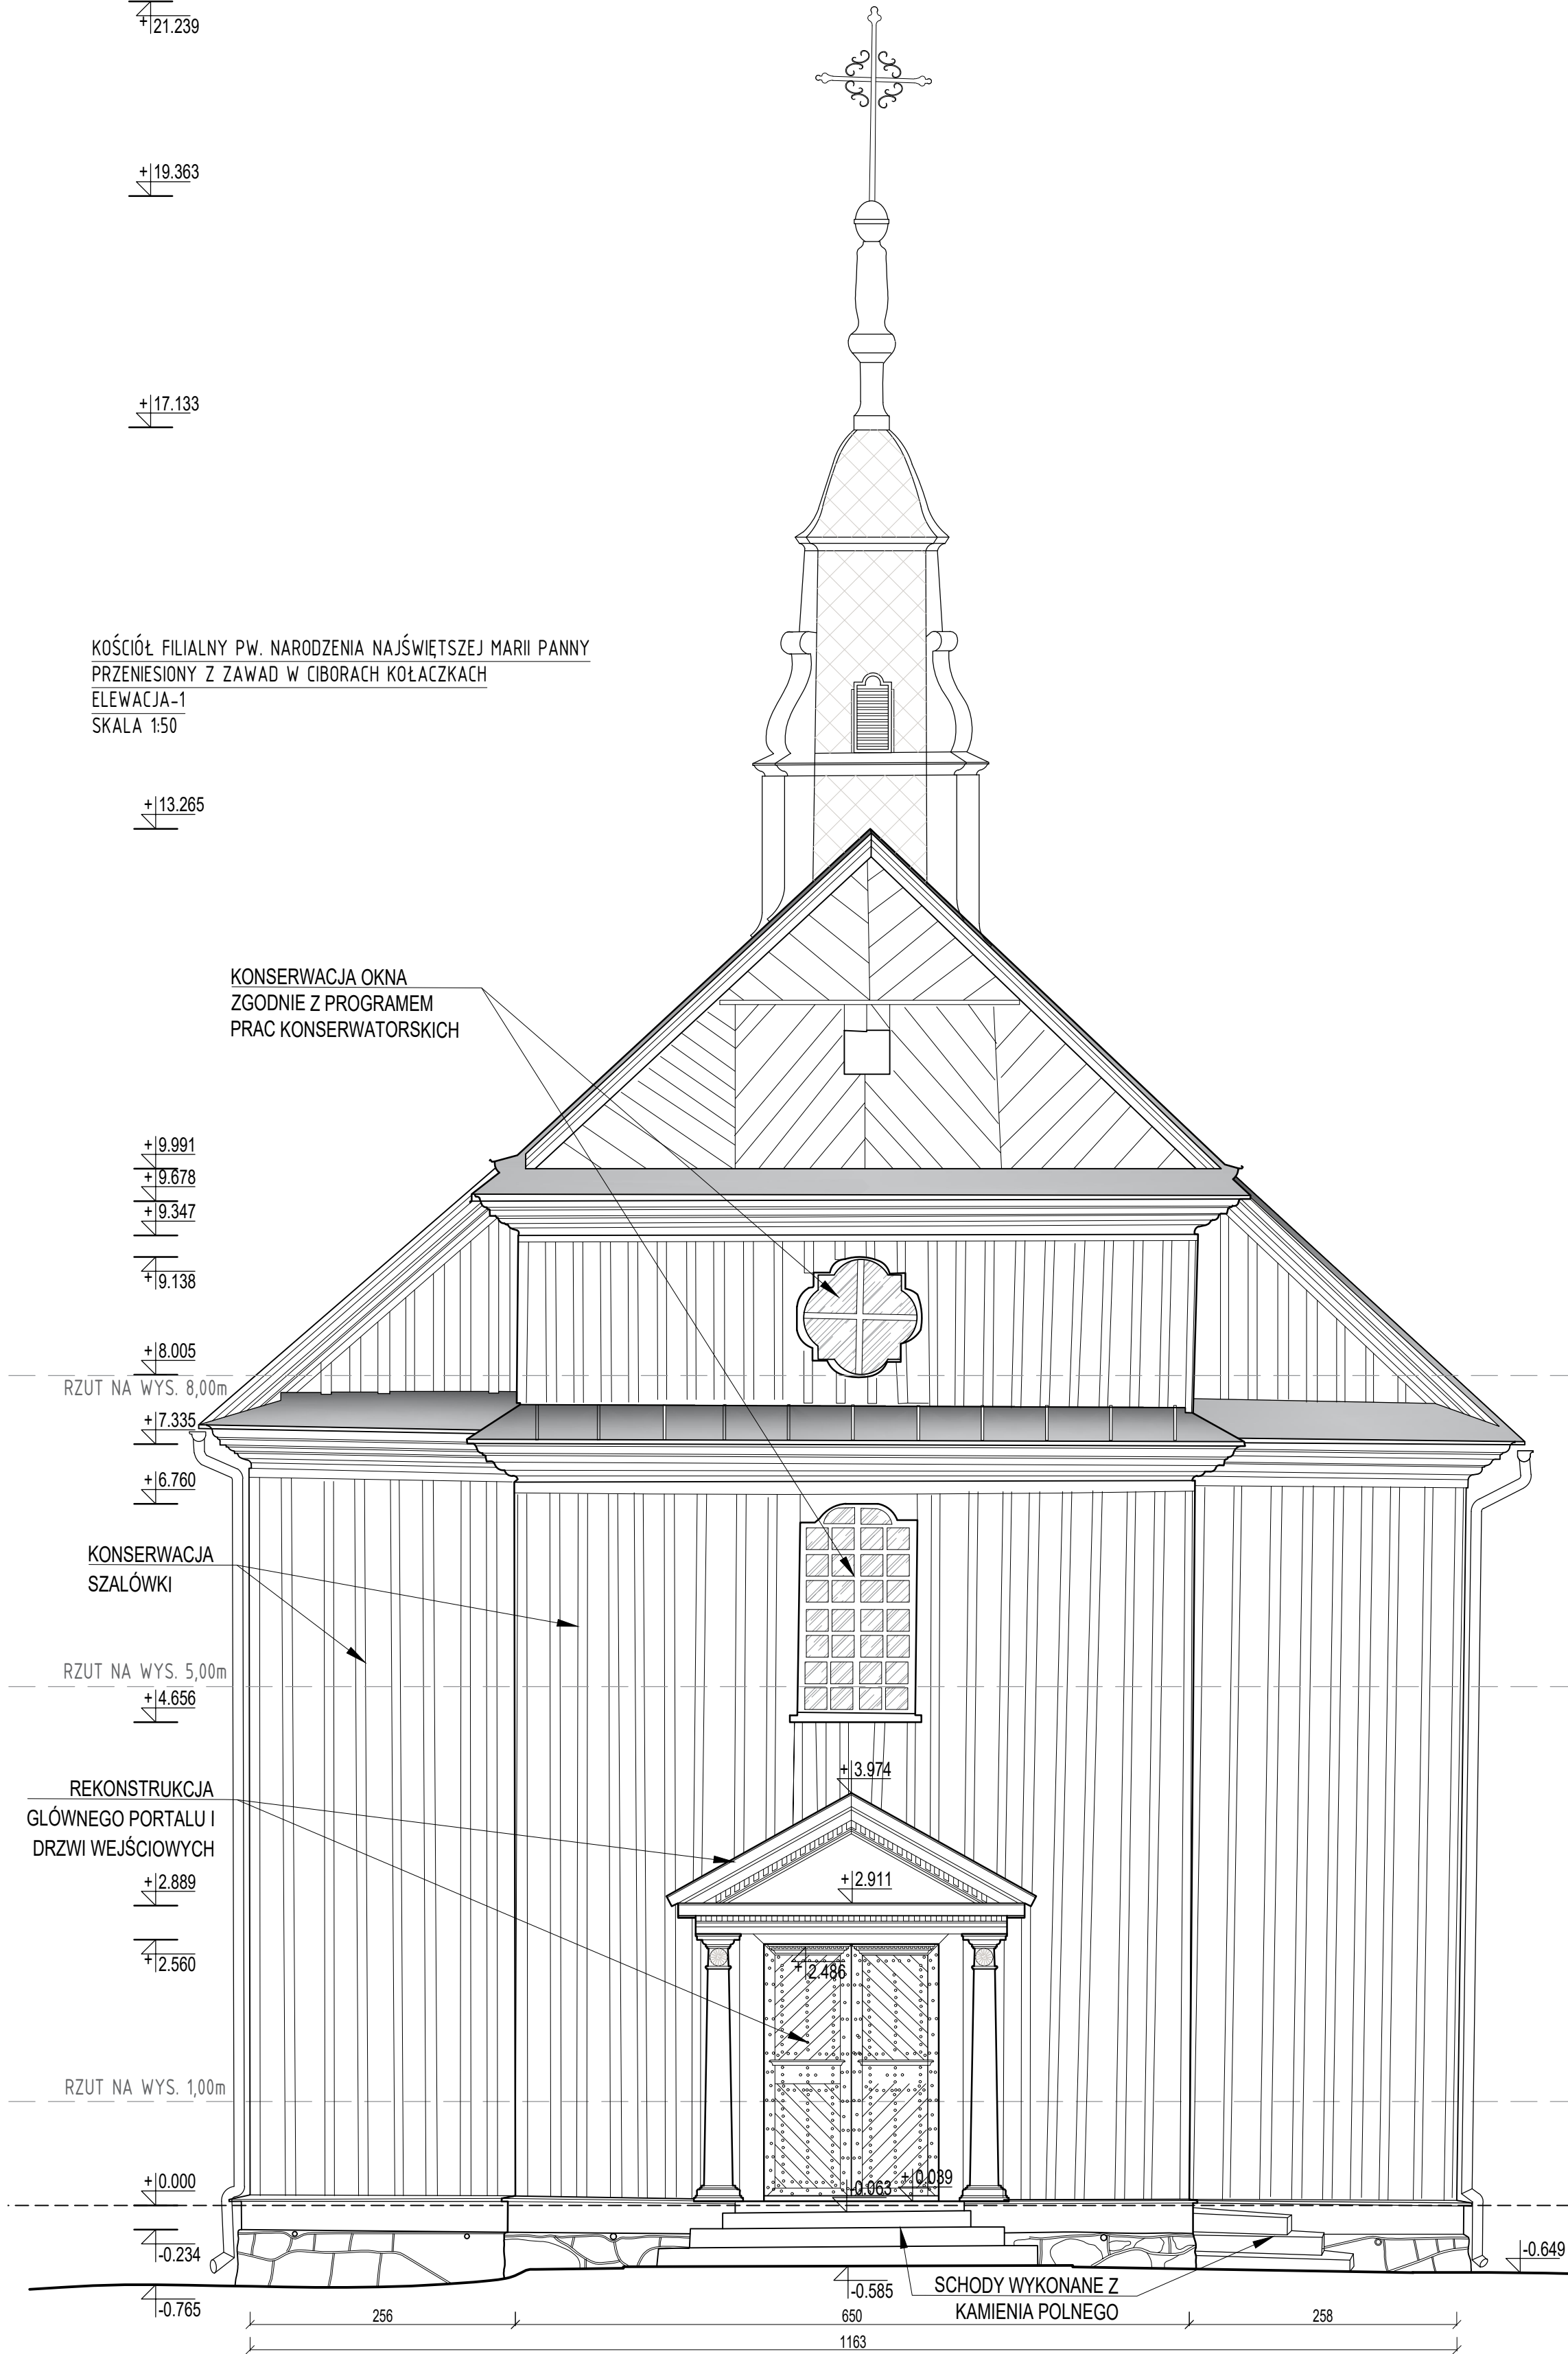 +21.239
+19.363
+17.133
KOŚCIÓŁ FILIALNY PW. NARODZENIA NAJŚWIĘTSZEJ MARII PANNY
PRZENIESIONY Z ZAWAD W CIBORACH KOŁACZKACH
ELEWACJA-1
SKALA 1:50
+13.265
KONSERWACJA OKNA
ZGODNIE Z PROGRAMEM
PRAC KONSERWATORSKICH
+9.991
+9.678
+9.347
+9.138
+8.005
RZUT NA WYS. 8,00m
+7.335
+6.760
KONSERWACJA
SZALÓWKI
RZUT NA WYS. 5,00m
+4.656
+3.974
REKONSTRUKCJA
GLÓWNEGO PORTALU I
DRZWI WEJŚCIOWYCH
+2.889
+2.911
+2.560
+2.486
RZUT NA WYS. 1,00m
+0.000
-0.063
+0.039
-0.234
-0.649
-0.765
-0.585
SCHODY WYKONANE Z
KAMIENIA POLNEGO
256
650
258
1163